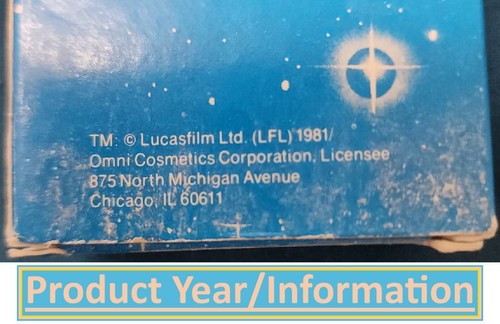 TM: © Lucasfilm Ltd. (LFL) 1981/
Omni Cosmetics Corporation, Licensee
875 North Michigan Avenue
Chicago, IL 60611
Product Year/Information